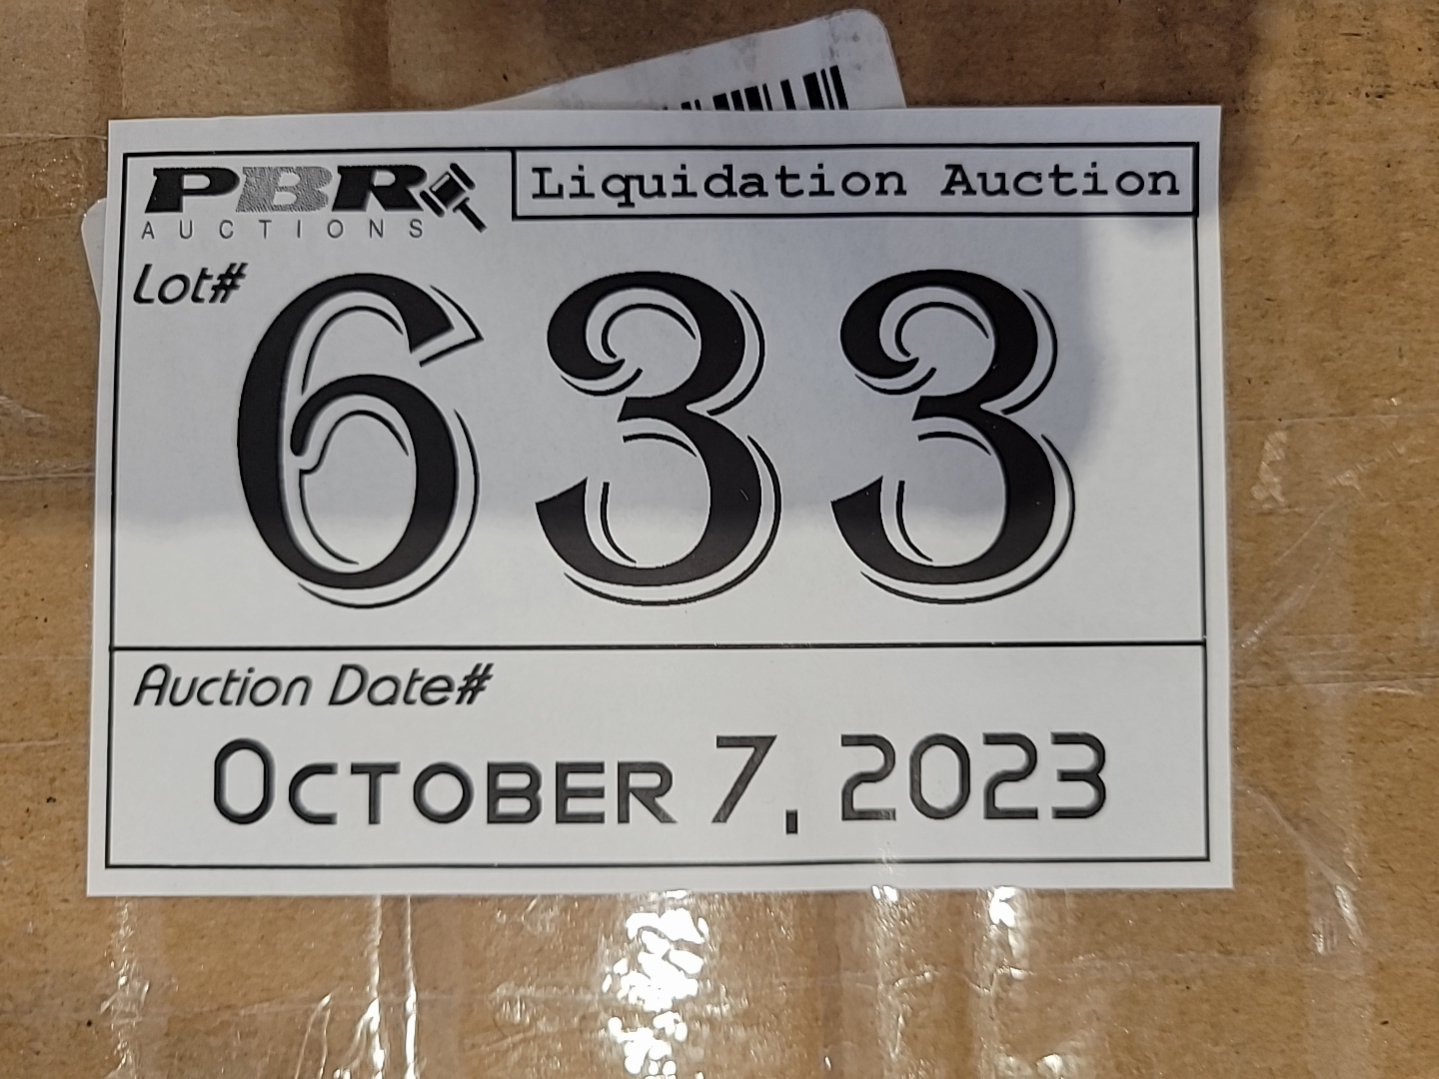 PBR
AUCTIONS
Liquidation Auction
Lot#
633
Auction Date#
OCTOBER 7, 2023